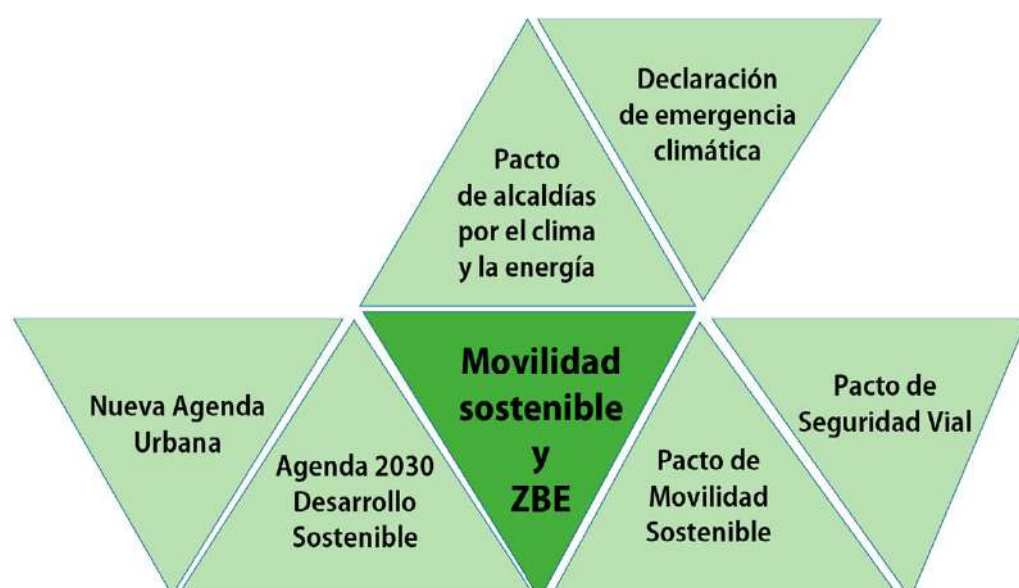 Declaración
de emergencia
climática
Pacto
de alcaldías
por el clima
y la energía
Nueva Agenda
Urbana
Agenda 2030
Desarrollo
Sostenible
Movilidad
sostenible
y
ZBE
Pacto de
Movilidad
Sostenible
Pacto de
Seguridad Vial